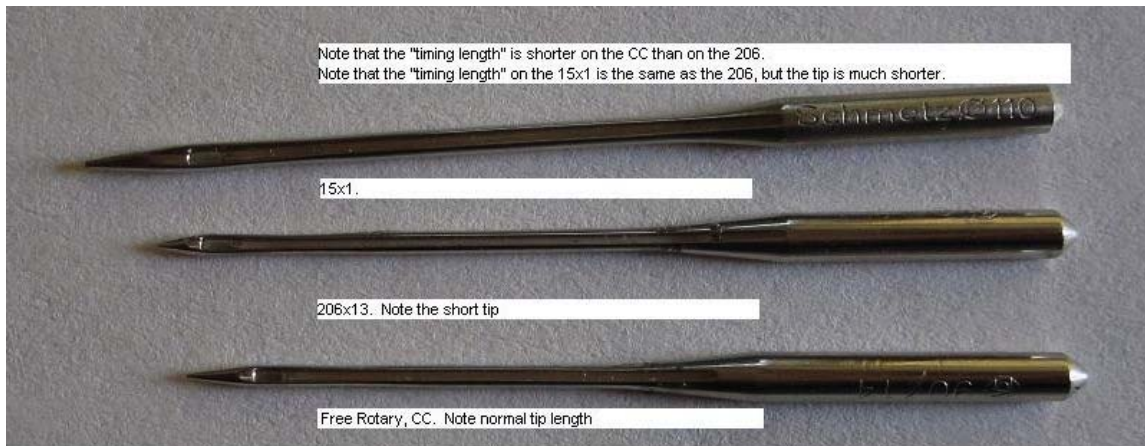 Note that the "timing length" is shorter on the CC than on the 206.
Note that the "timing length" on the 15x1 is the same as the 206, but the tip is much shorter.
Schmetz 110
15x1.
206x13. Note the short tip
Free Rotary, CC. Note normal tip length